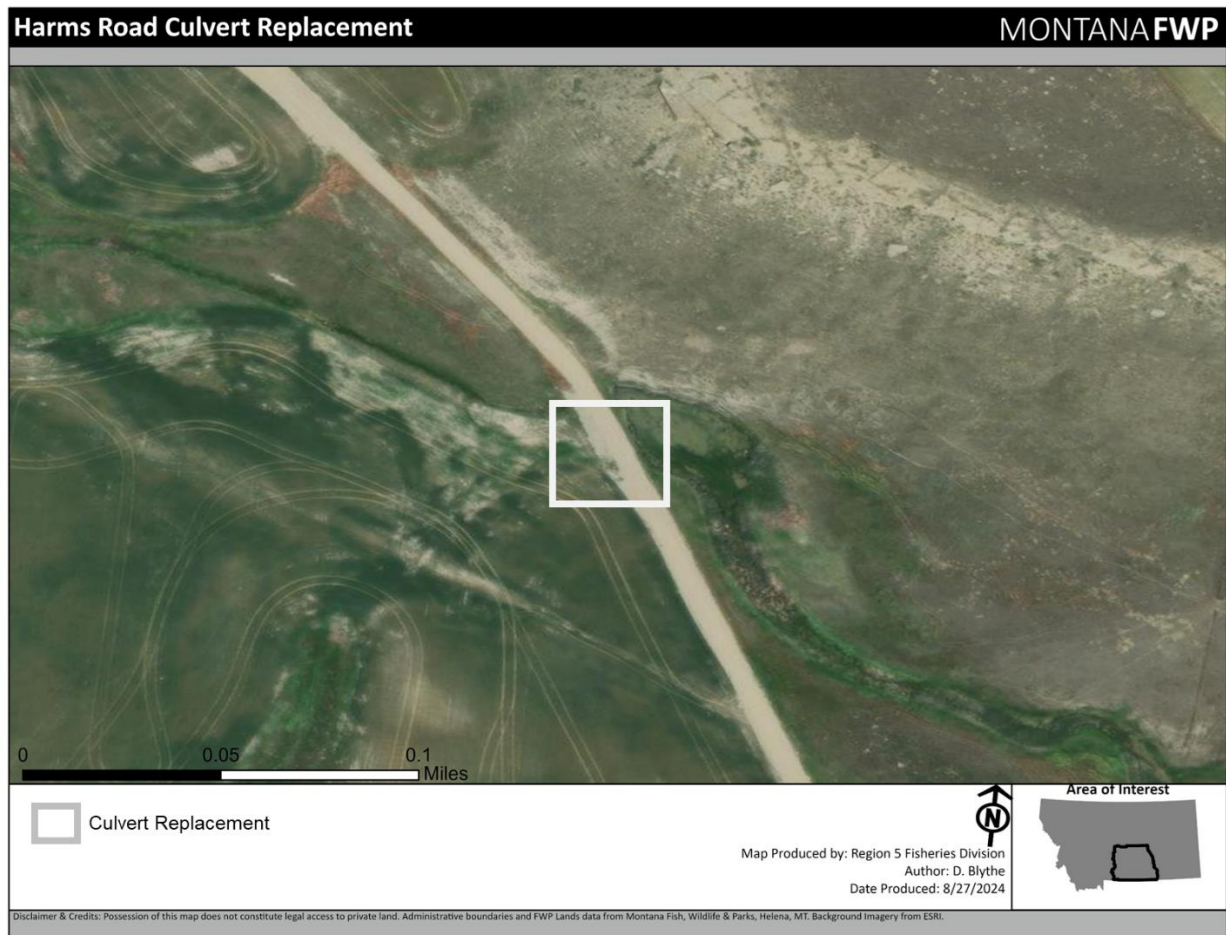 Harms Road Culvert Replacement
MONTANA FWP
0 0.05 0.1
Miles
Culvert Replacement
N
Map Produced by: Region 5 Fisheries Division
Author: D. Blythe
Date Produced: 8/27/2024
Area of Interest
Disclaimer & Credits: Possession of this map does not constitute legal access to private land. Administrative boundaries and FWP Lands data from Montana Fish, Wildlife & Parks, Helena, MT. Background Imagery from ESRI.